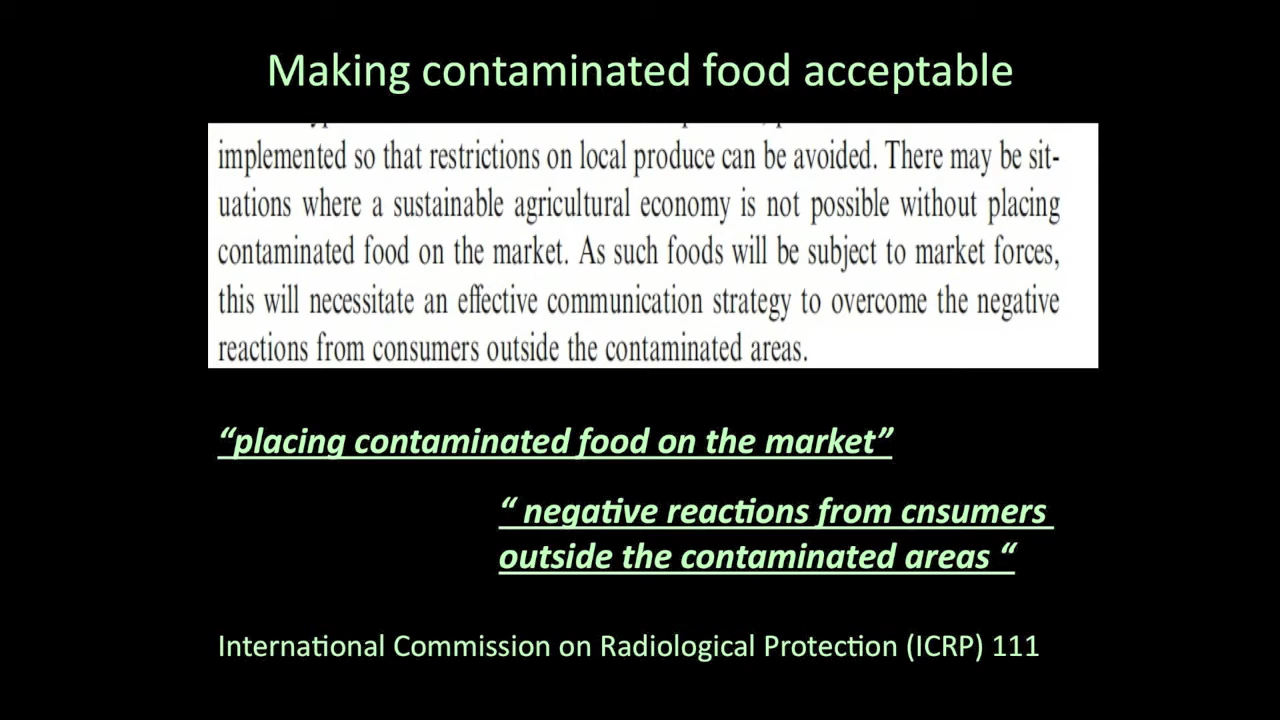 Making contaminated food acceptable
implemented so that restrictions on local produce can be avoided. There may be sit-
uations where a sustainable agricultural economy is not possible without placing
contaminated food on the market. As such foods will be subject to market forces,
this will necessitate an effective communication strategy to overcome the negative
reactions from consumers outside the contaminated areas.
“placing contaminated food on the market”
“ negative reactions from cnsumers
outside the contaminated areas “
International Commission on Radiological Protection (ICRP) 111